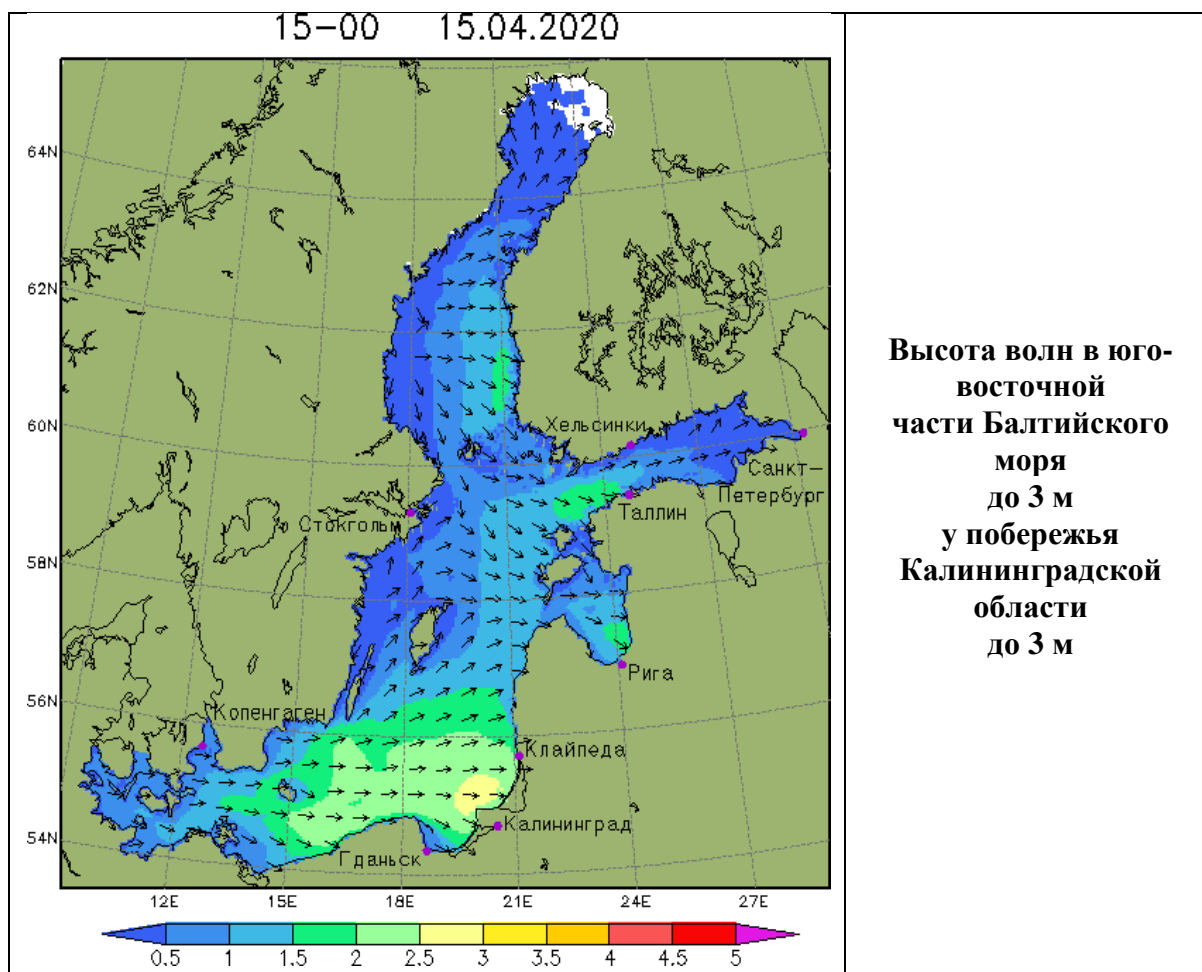 15-00 15.04.2020
64N
62N
60N
58N
56N
54N
Хельсинки
Санкт-
Петербург
Таллин
Стокгольм
Рига
Копенгаген
Клайпеда
Калининград
Гданьск
12E 15E 18E 21E 24E 27E
0.5 1 1.5 2 2.5 3 3.5 4 4.5 5
Высота волн в юго-
восточной
части Балтийского
моря
до 3 м
у побережья
Калининградской
области
до 3 м